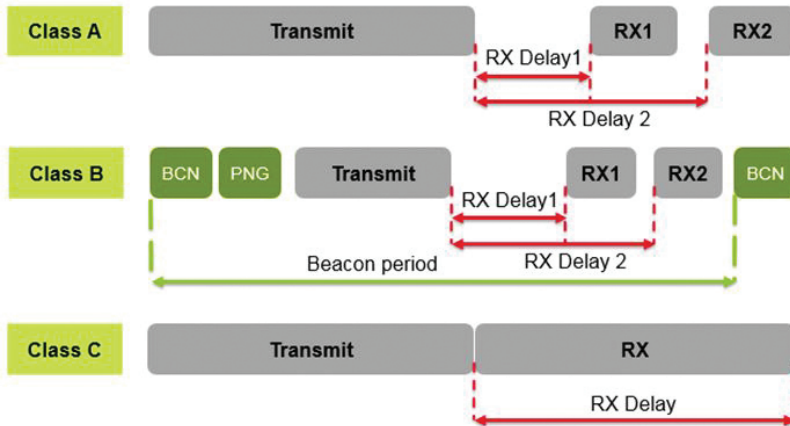 Class A Transmit RX1 RX2
RX Delay1
RX Delay 2
Class B BCN PNG Transmit RX1 RX2 BCN
RX Delay1
RX Delay 2
Beacon period
Class C Transmit RX
RX Delay